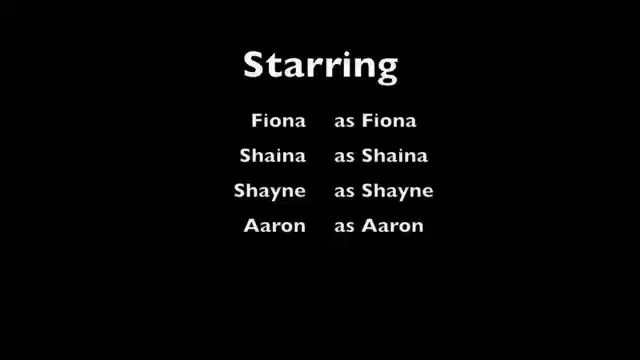 Starring
Fiona as Fiona
Shaina as Shaina
Shayne as Shayne
Aaron as Aaron